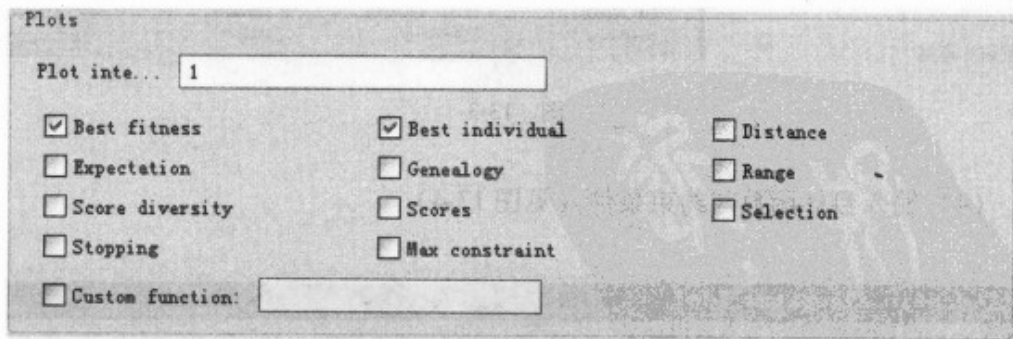 Plots
Plot inte... 1
Best fitness Best individual Distance
Expectation Genealogy Range
Score diversity Scores Selection
Stopping Max constraint
Custom function: